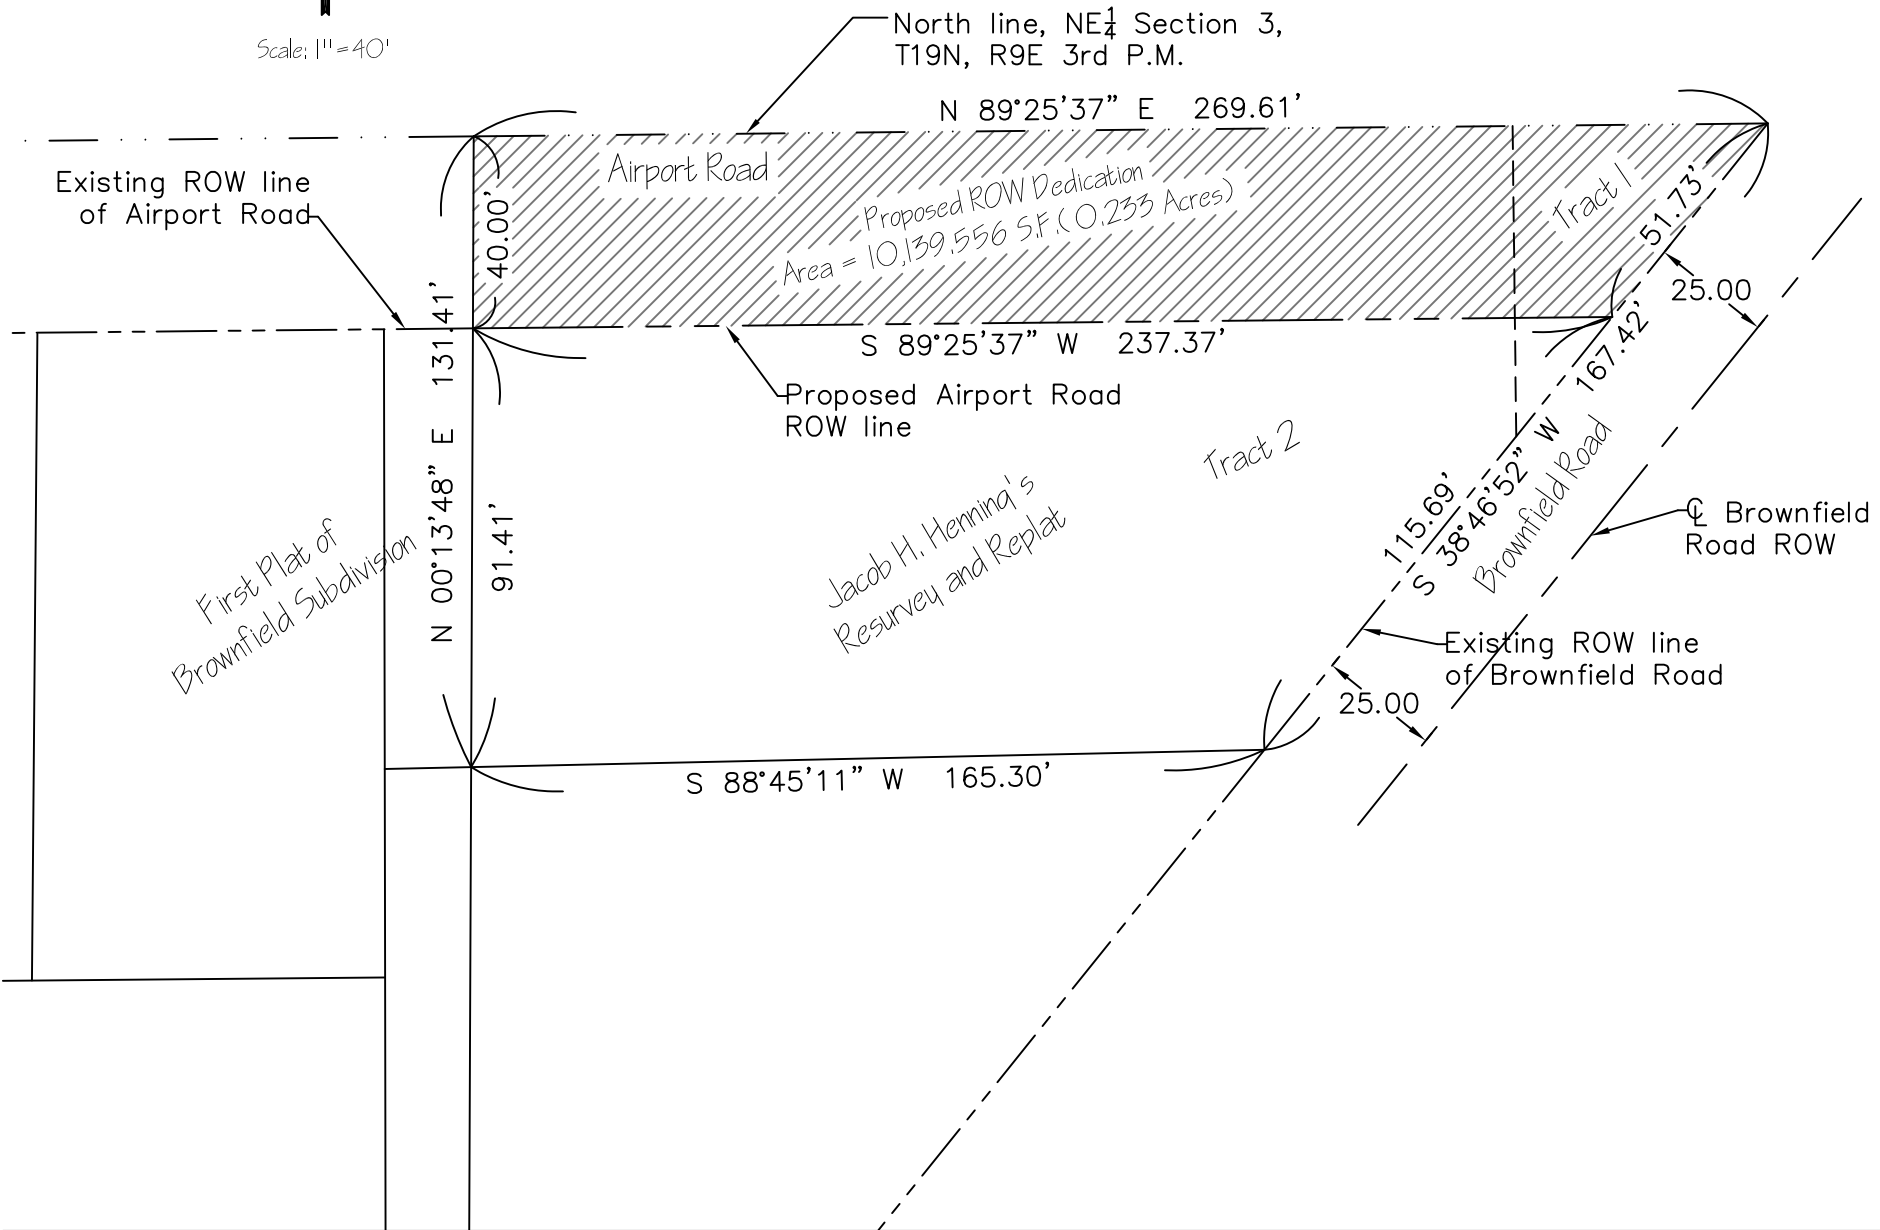 Scale: 1"=40'
North line, NE¼ Section 3,
T19N, R9E 3rd P.M.
N 89°25'37" E 269.61'
Existing ROW line
of Airport Road
Airport Road
Proposed ROW Dedication
Area = 10,139.556 S.F.( 0.233 Acres)
Tract 1
40.00'
51.73'
25.00
S 89°25'37" W 237.37'
Proposed Airport Road
ROW line
N 00°13'48" E 131.41'
91.41'
Tract 2
Jacob H. Henning's
Resurvey and Replat
First Plat of
Brownfield Subdivision
115.69'
S 38°46'52" W 167.42'
Brownfield Road
℄ Brownfield
Road ROW
Existing ROW line
of Brownfield Road
25.00
S 88°45'11" W 165.30'